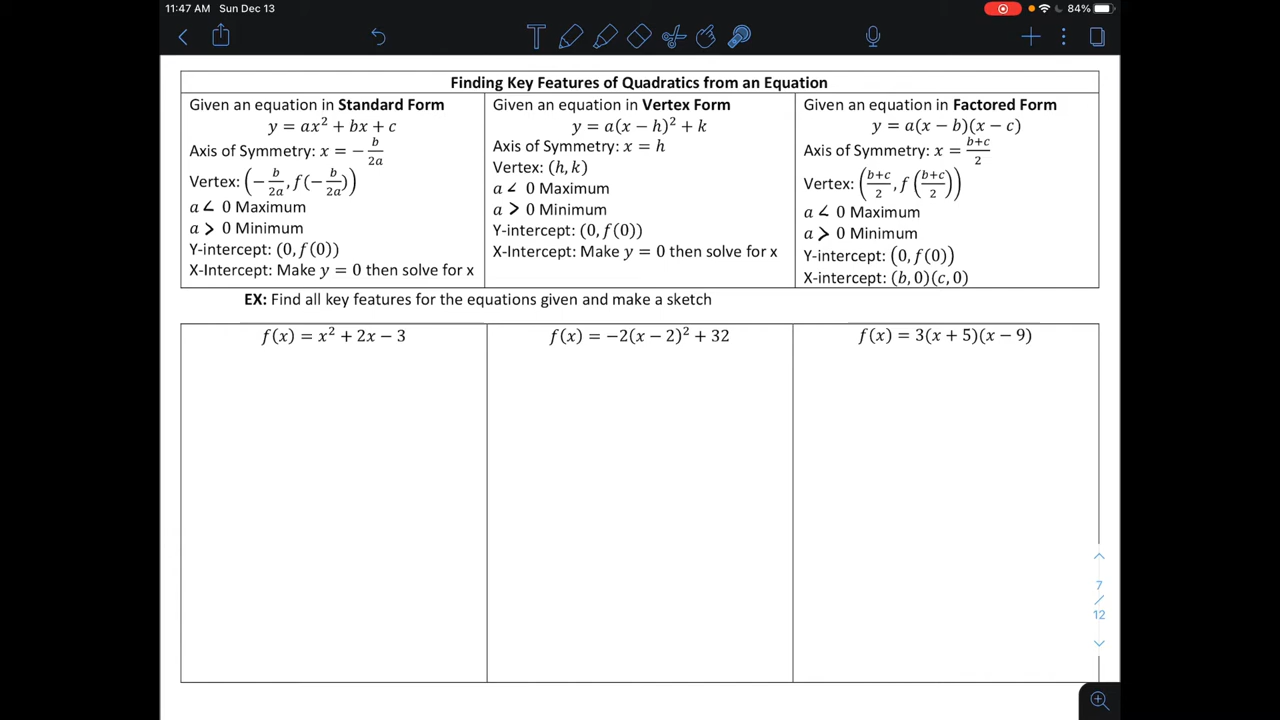 11:47 AM Sun Dec 13 84%
Finding Key Features of Quadratics from an Equation
Given an equation in Standard Form
y = ax² + bx + c
Axis of Symmetry: x = −b/2a
Vertex: (−b/2a, f(−b/2a))
a < 0 Maximum
a > 0 Minimum
Y-intercept: (0, f(0))
X-Intercept: Make y = 0 then solve for x
Given an equation in Vertex Form
y = a(x − h)² + k
Axis of Symmetry: x = h
Vertex: (h, k)
a < 0 Maximum
a > 0 Minimum
Y-intercept: (0, f(0))
X-Intercept: Make y = 0 then solve for x
Given an equation in Factored Form
y = a(x − b)(x − c)
Axis of Symmetry: x = b+c/2
Vertex: (b+c/2, f(b+c/2))
a < 0 Maximum
a > 0 Minimum
Y-intercept: (0, f(0))
X-intercept: (b, 0)(c, 0)
EX: Find all key features for the equations given and make a sketch
f(x) = x² + 2x − 3
f(x) = −2(x − 2)² + 32
f(x) = 3(x + 5)(x − 9)
7
/
12